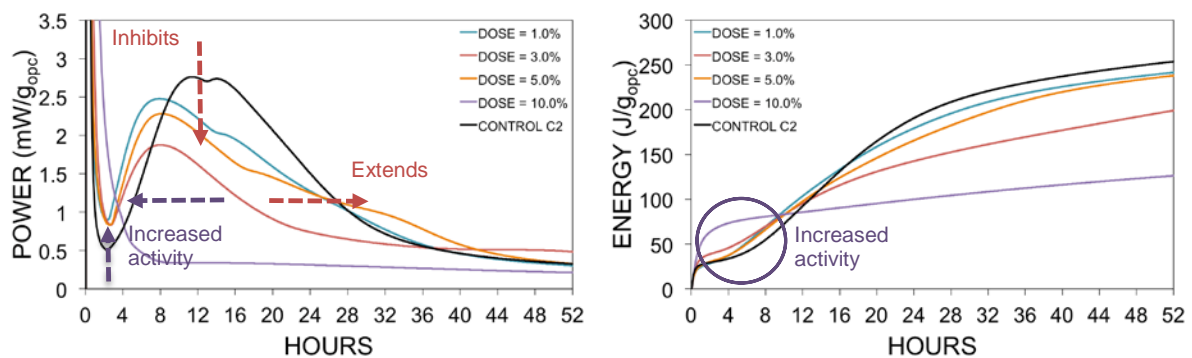 POWER (mW/gopc)
3.5
3
2.5
2
1.5
1
0.5
0
Inhibits
DOSE = 1.0%
DOSE = 3.0%
DOSE = 5.0%
DOSE = 10.0%
CONTROL C2
Extends
Increased
activity
0 4 8 12 16 20 24 28 32 36 40 44 48 52
HOURS
ENERGY (J/gopc)
300
250
200
150
100
50
0
DOSE = 1.0%
DOSE = 3.0%
DOSE = 5.0%
DOSE = 10.0%
CONTROL C2
Increased
activity
0 4 8 12 16 20 24 28 32 36 40 44 48 52
HOURS